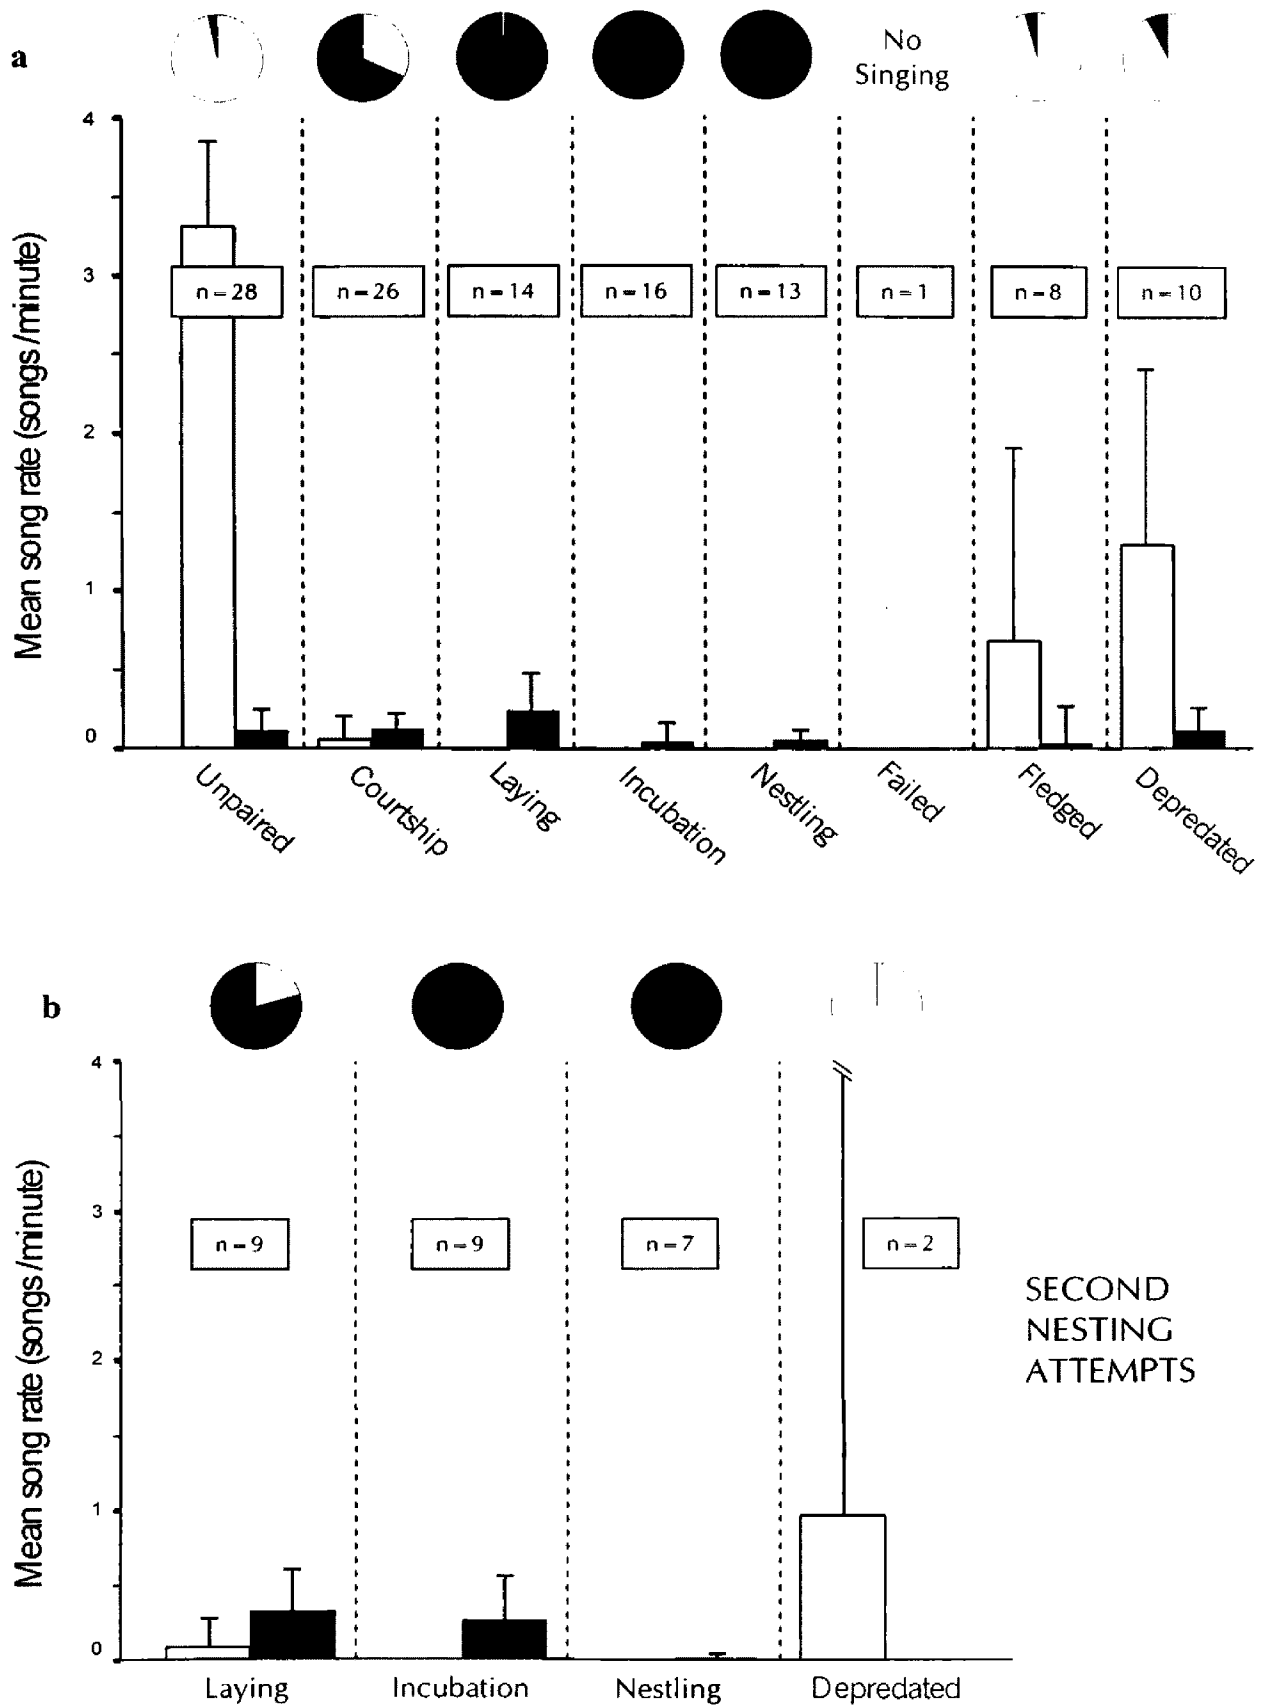 a
No
Singing
4
3
2
1
0
Mean song rate (songs/minute)
n=28
n=26
n=14
n=16
n=13
n=1
n=8
n=10
Unpaired
Courtship
Laying
Incubation
Nestling
Failed
Fledged
Depredated
b
4
3
2
1
0
Mean song rate (songs/minute)
n=9
n=9
n=7
n=2
SECOND
NESTING
ATTEMPTS
Laying
Incubation
Nestling
Depredated